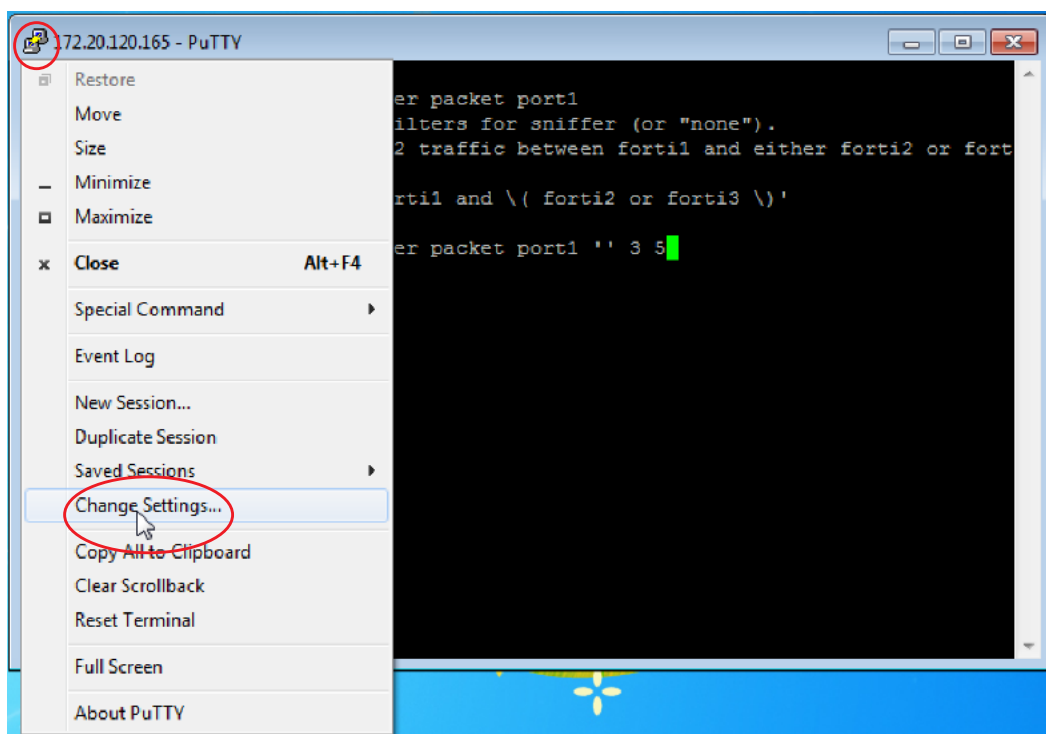 172.20.120.165 - PuTTY
Restore
Move
Size
Minimize
Maximize
Close Alt+F4
Special Command
Event Log
New Session...
Duplicate Session
Saved Sessions
Change Settings...
Copy All to Clipboard
Clear Scrollback
Reset Terminal
Full Screen
About PuTTY
er packet port1
ilters for sniffer (or "none").
2 traffic between forti1 and either forti2 or fort
rti1 and \( forti2 or forti3 \)'
er packet port1 '' 3 5